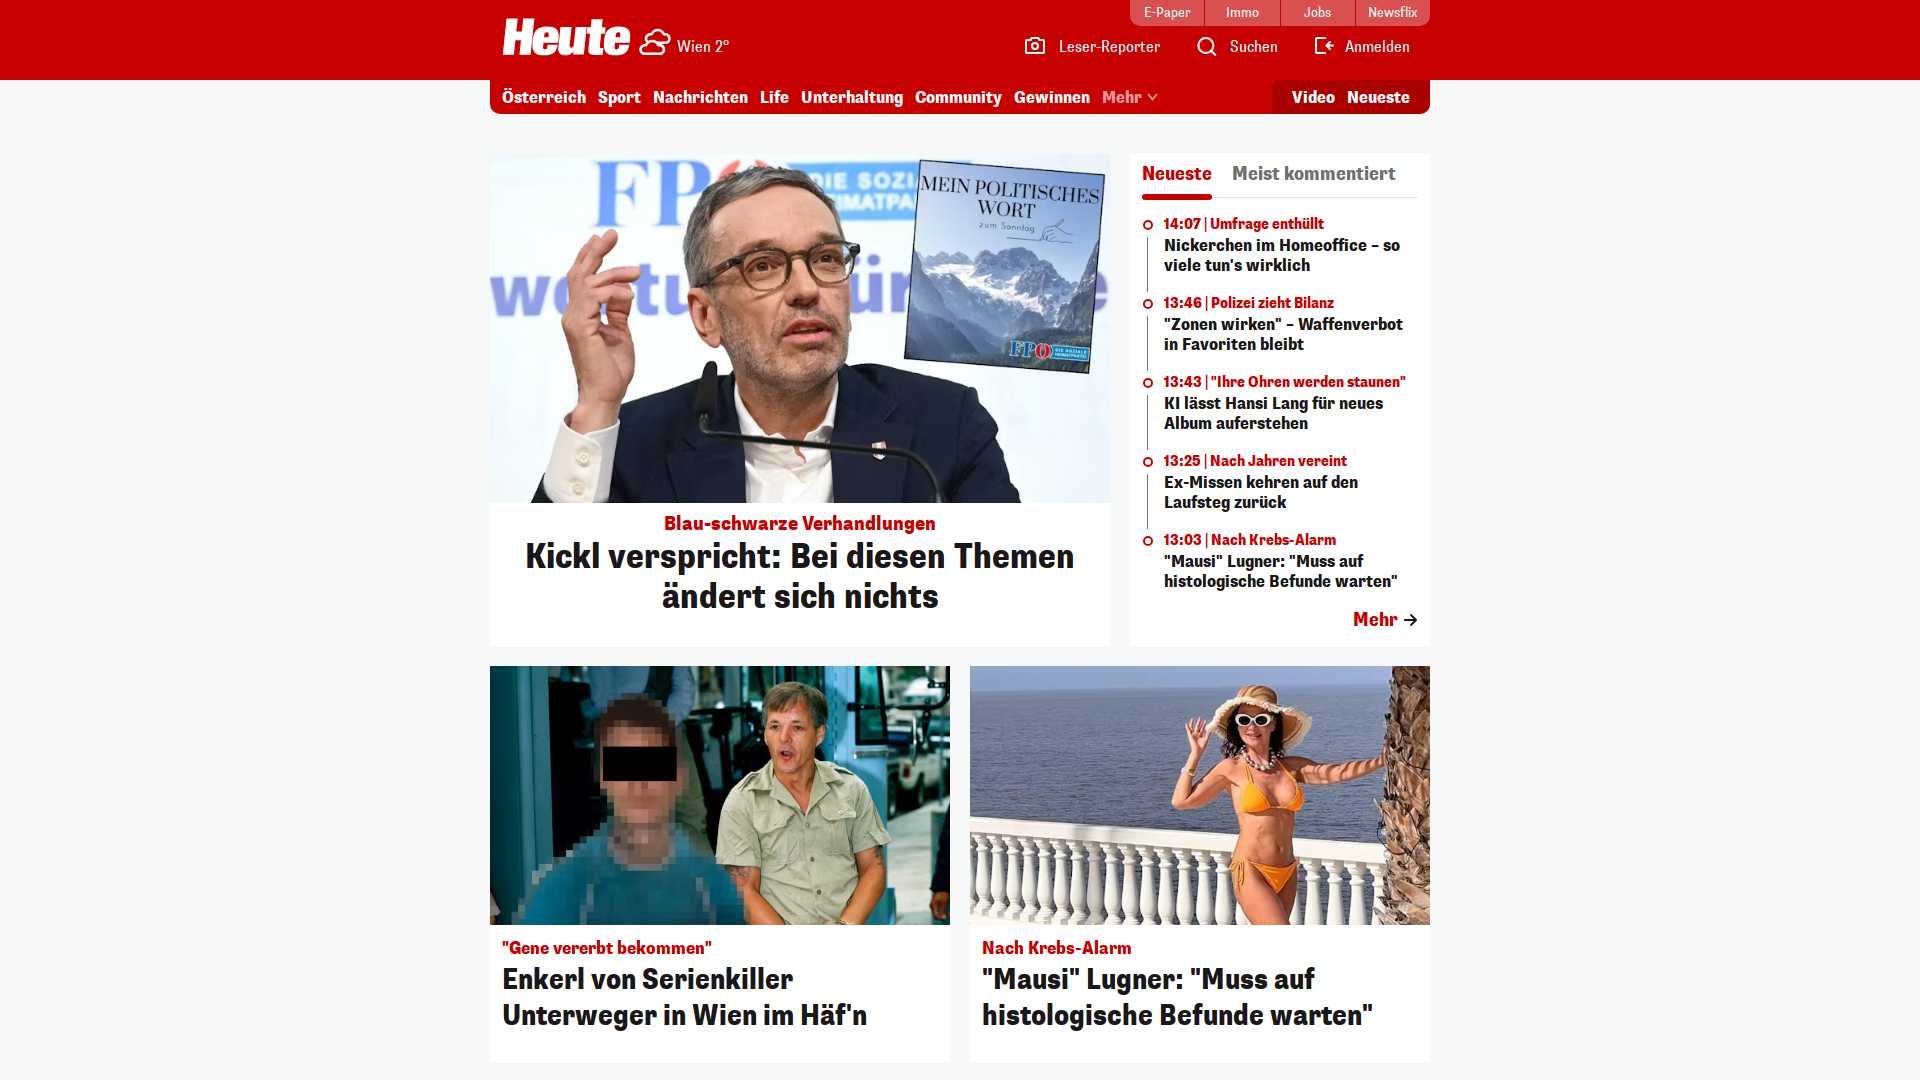 E-Paper
Immo
Jobs
Newsflix
Heute
Wien 2°
Leser-Reporter
Suchen
Anmelden
Österreich
Sport
Nachrichten
Life
Unterhaltung
Community
Gewinnen
Mehr
Video
Neueste
FPÖ
DIE SOZI
MEIN POLITISCHES
WORT
zum Sonntag
FPÖ
DIE SOZIALE
HEIMATPARTEI
Blau-schwarze Verhandlungen
Kickl verspricht: Bei diesen Themen
ändert sich nichts
Neueste
Meist kommentiert
14:07 | Umfrage enthüllt
Nickerchen im Homeoffice – so
viele tun's wirklich
13:46 | Polizei zieht Bilanz
"Zonen wirken" – Waffenverbot
in Favoriten bleibt
13:43 | "Ihre Ohren werden staunen"
KI lässt Hansi Lang für neues
Album auferstehen
13:25 | Nach Jahren vereint
Ex-Missen kehren auf den
Laufsteg zurück
13:03 | Nach Krebs-Alarm
"Mausi" Lugner: "Muss auf
histologische Befunde warten"
Mehr
"Gene vererbt bekommen"
Enkerl von Serienkiller
Unterweger in Wien im Häf'n
Nach Krebs-Alarm
"Mausi" Lugner: "Muss auf
histologische Befunde warten"